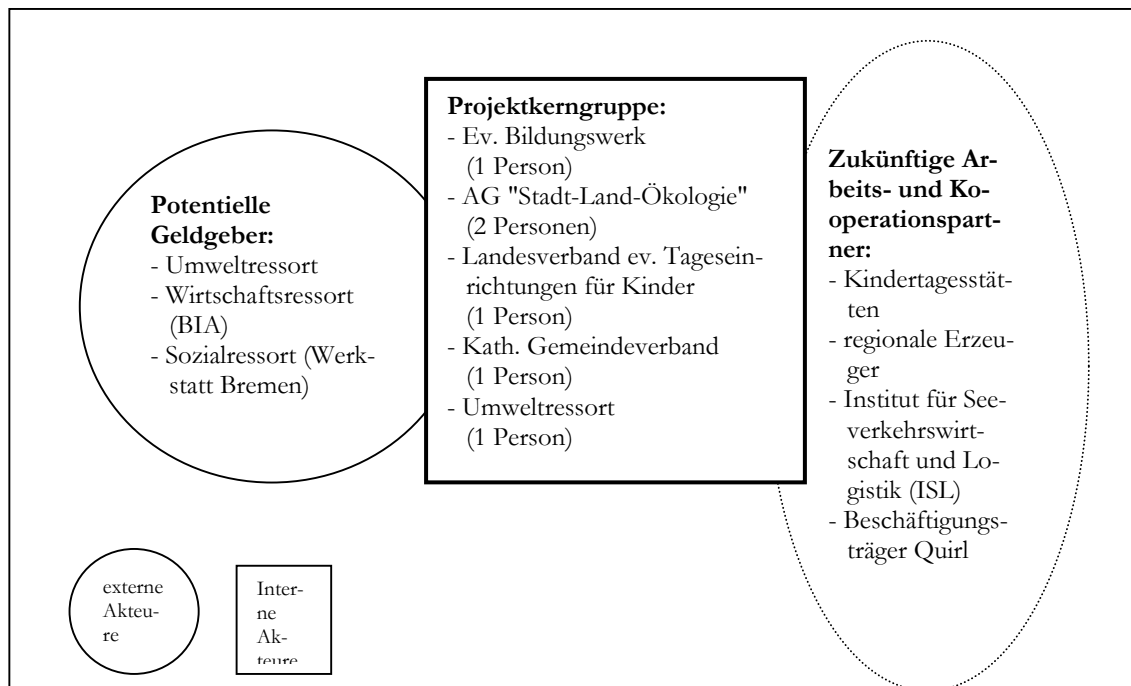 Potentielle
Geldgeber:
- Umweltressort
- Wirtschaftsressort
(BIA)
- Sozialressort (Werk-
statt Bremen)
Projektkerngruppe:
- Ev. Bildungswerk
(1 Person)
- AG "Stadt-Land-Ökologie"
(2 Personen)
- Landesverband ev. Tagesein-
richtungen für Kinder
(1 Person)
- Kath. Gemeindeverband
(1 Person)
- Umweltressort
(1 Person)
Zukünftige Ar-
beits- und Ko-
operationspart-
ner:
- Kindertagesstät-
ten
- regionale Erzeu-
ger
- Institut für See-
verkehrswirt-
schaft und Lo-
gistik (ISL)
- Beschäftigungs-
träger Quirl
externe
Akteu-
re
Inter-
ne
Ak-
teure